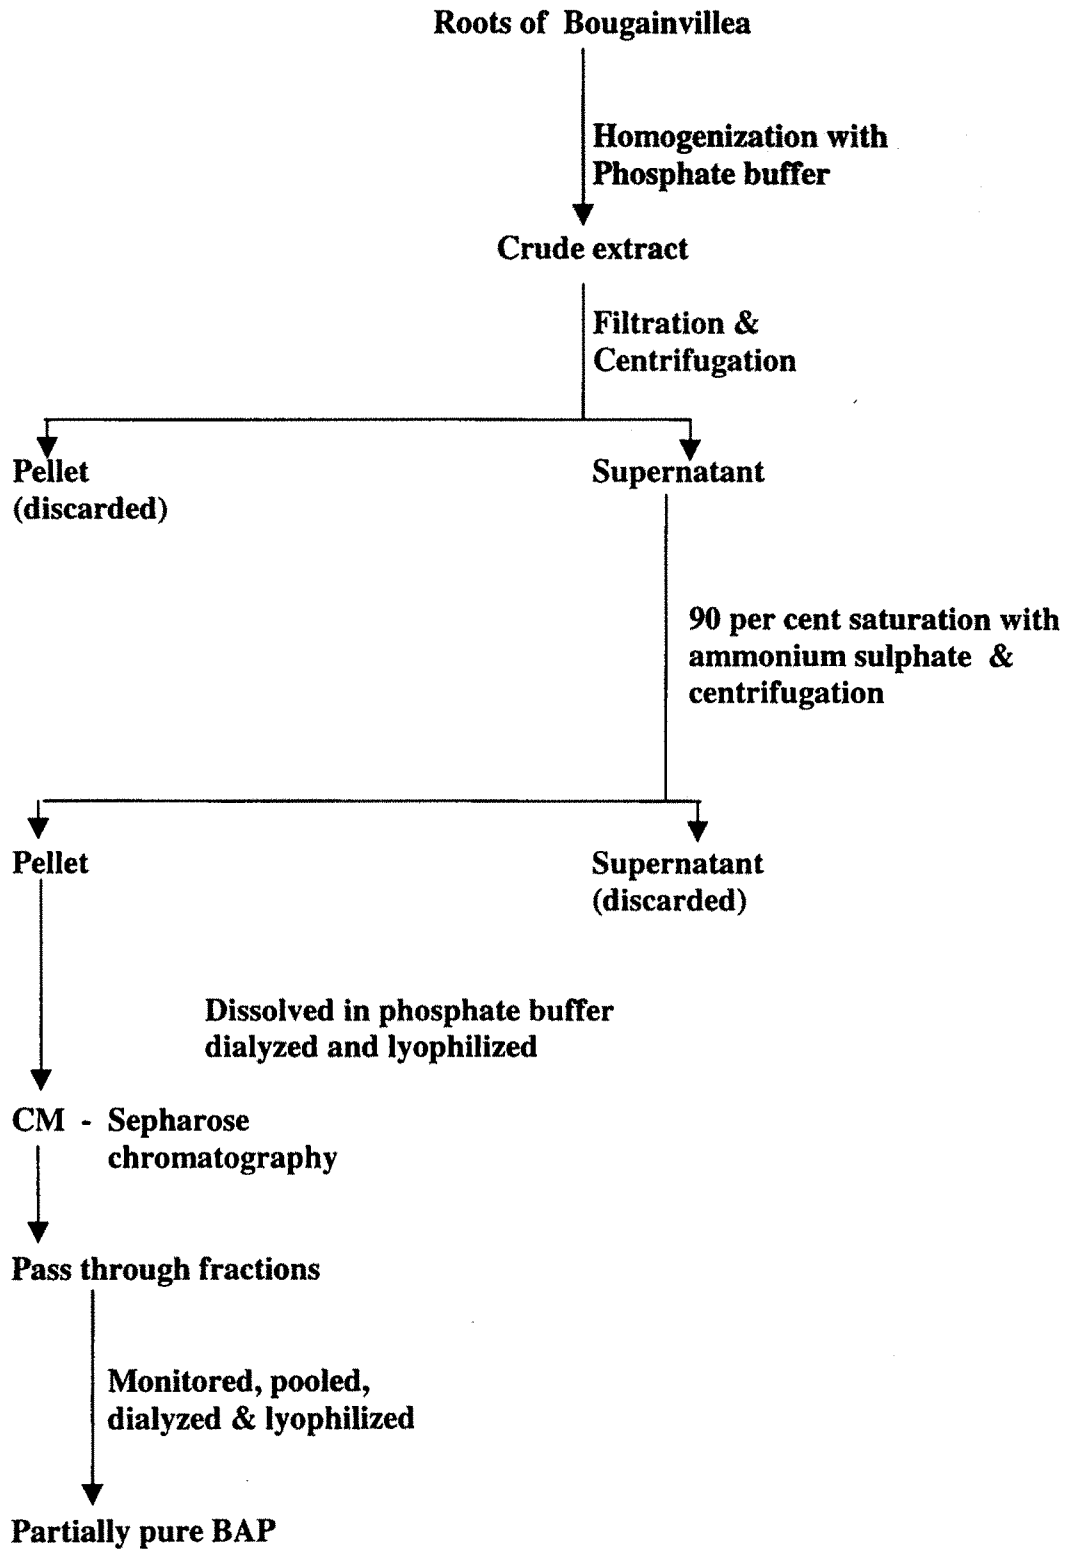 Roots of Bougainvillea
Homogenization with
Phosphate buffer
Crude extract
Filtration &
Centrifugation
Pellet
(discarded)
Supernatant
90 per cent saturation with
ammonium sulphate &
centrifugation
Pellet
Supernatant
(discarded)
Dissolved in phosphate buffer
dialyzed and lyophilized
CM - Sepharose
chromatography
Pass through fractions
Monitored, pooled,
dialyzed & lyophilized
Partially pure BAP